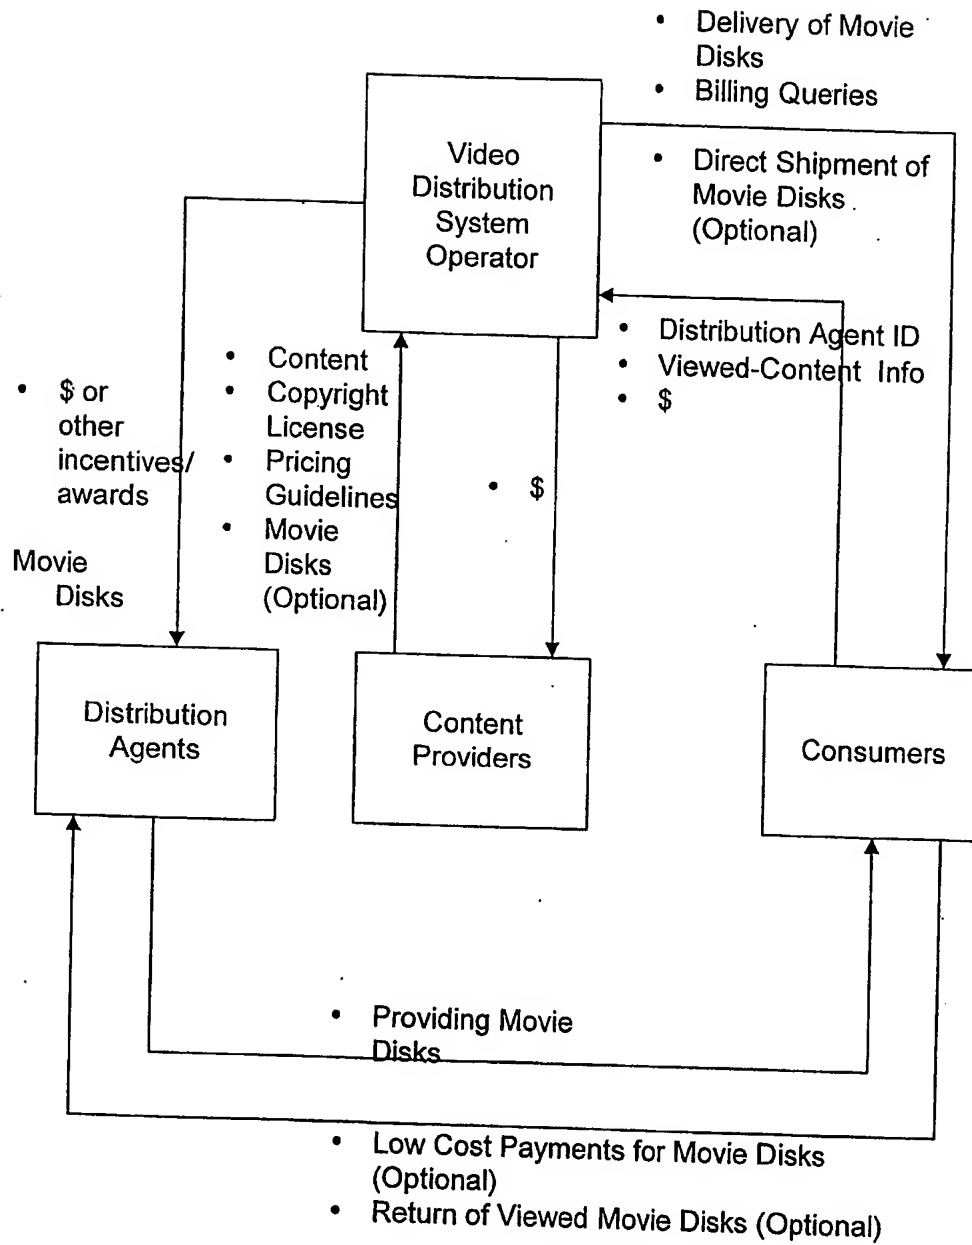 • Delivery of Movie
Disks
• Billing Queries
Video
Distribution
System
Operator
• Direct Shipment of
Movie Disks
(Optional)
• Distribution Agent ID
• Viewed-Content Info
• $
• Content
• Copyright
License
• Pricing
Guidelines
• Movie
Disks
(Optional)
• $ or
other
incentives/
awards
• $
Movie
Disks
Distribution
Agents
Content
Providers
Consumers
• Providing Movie
Disks
• Low Cost Payments for Movie Disks
(Optional)
• Return of Viewed Movie Disks (Optional)